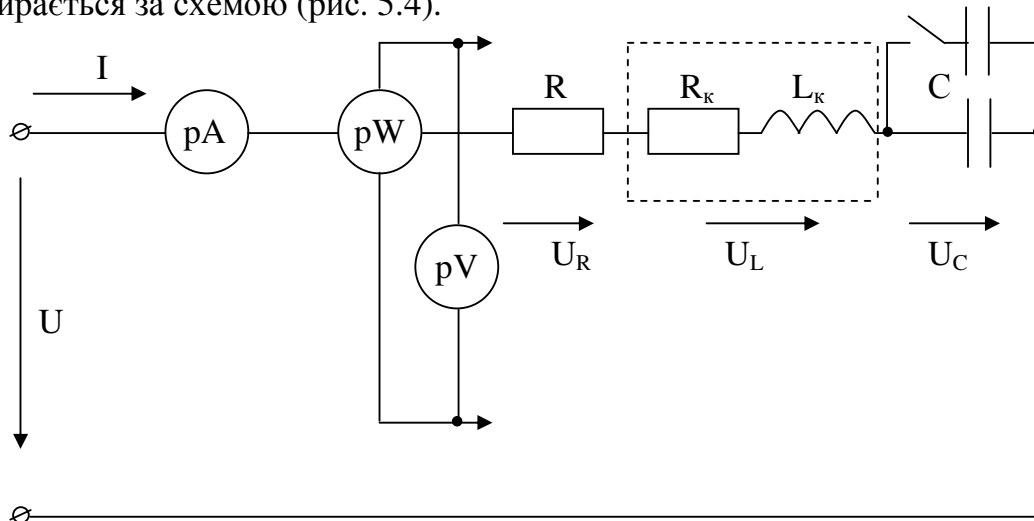 ирається за схемою (рис. 5.4).
I
R
Rк
Lк
C
pA
pW
pV
UR
UL
UC
U